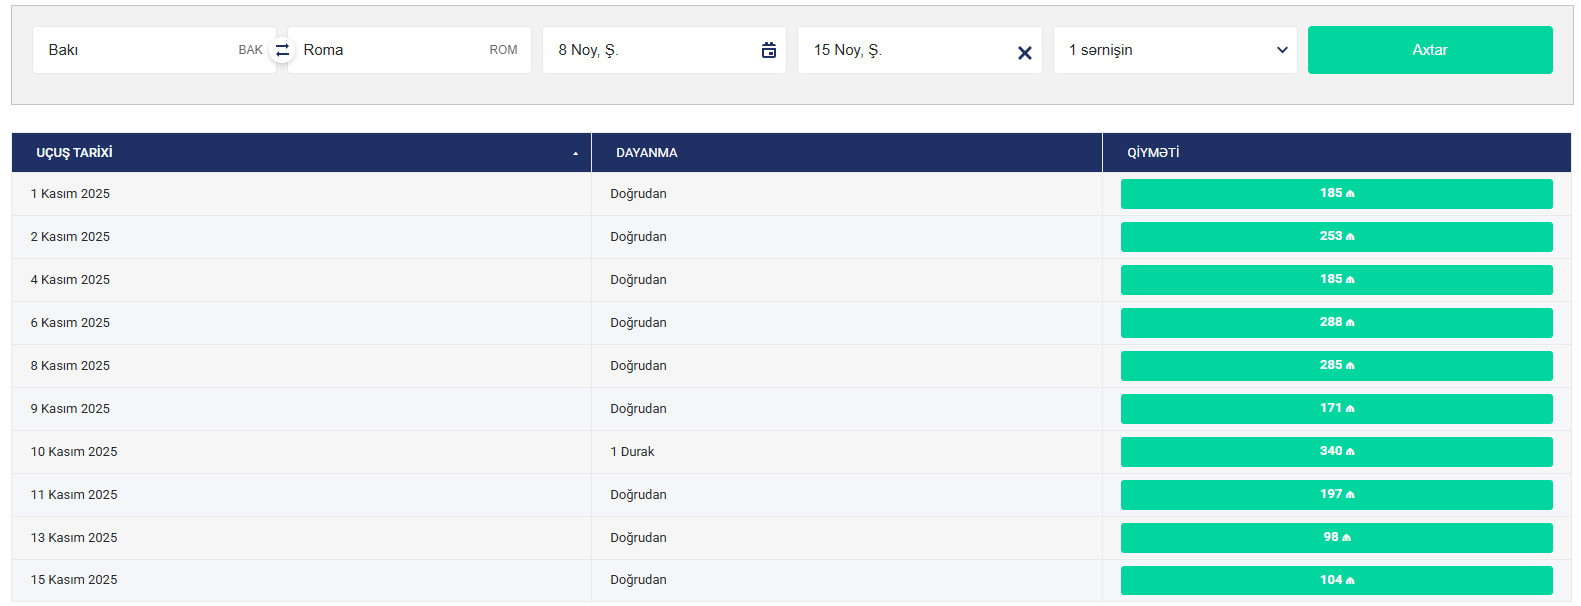 Bakı BAK Roma ROM 8 Noy, Ş. 15 Noy, Ş. 1 sərnişin Axtar
UÇUŞ TARİXİ DAYANMA QİYMƏTİ
1 Kasım 2025 Doğrudan 185 ₼
2 Kasım 2025 Doğrudan 253 ₼
4 Kasım 2025 Doğrudan 185 ₼
6 Kasım 2025 Doğrudan 288 ₼
8 Kasım 2025 Doğrudan 285 ₼
9 Kasım 2025 Doğrudan 171 ₼
10 Kasım 2025 1 Durak 340 ₼
11 Kasım 2025 Doğrudan 197 ₼
13 Kasım 2025 Doğrudan 98 ₼
15 Kasım 2025 Doğrudan 104 ₼